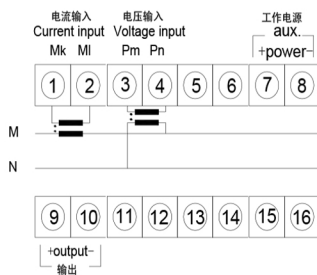 电流输入 电压输入 工作电源
Current input Voltage input aux.
Mk Ml Pm Pn +power-
1 2 3 4 5 6 7 8
M
N
9 10 11 12 13 14 15 16
+output-
输出